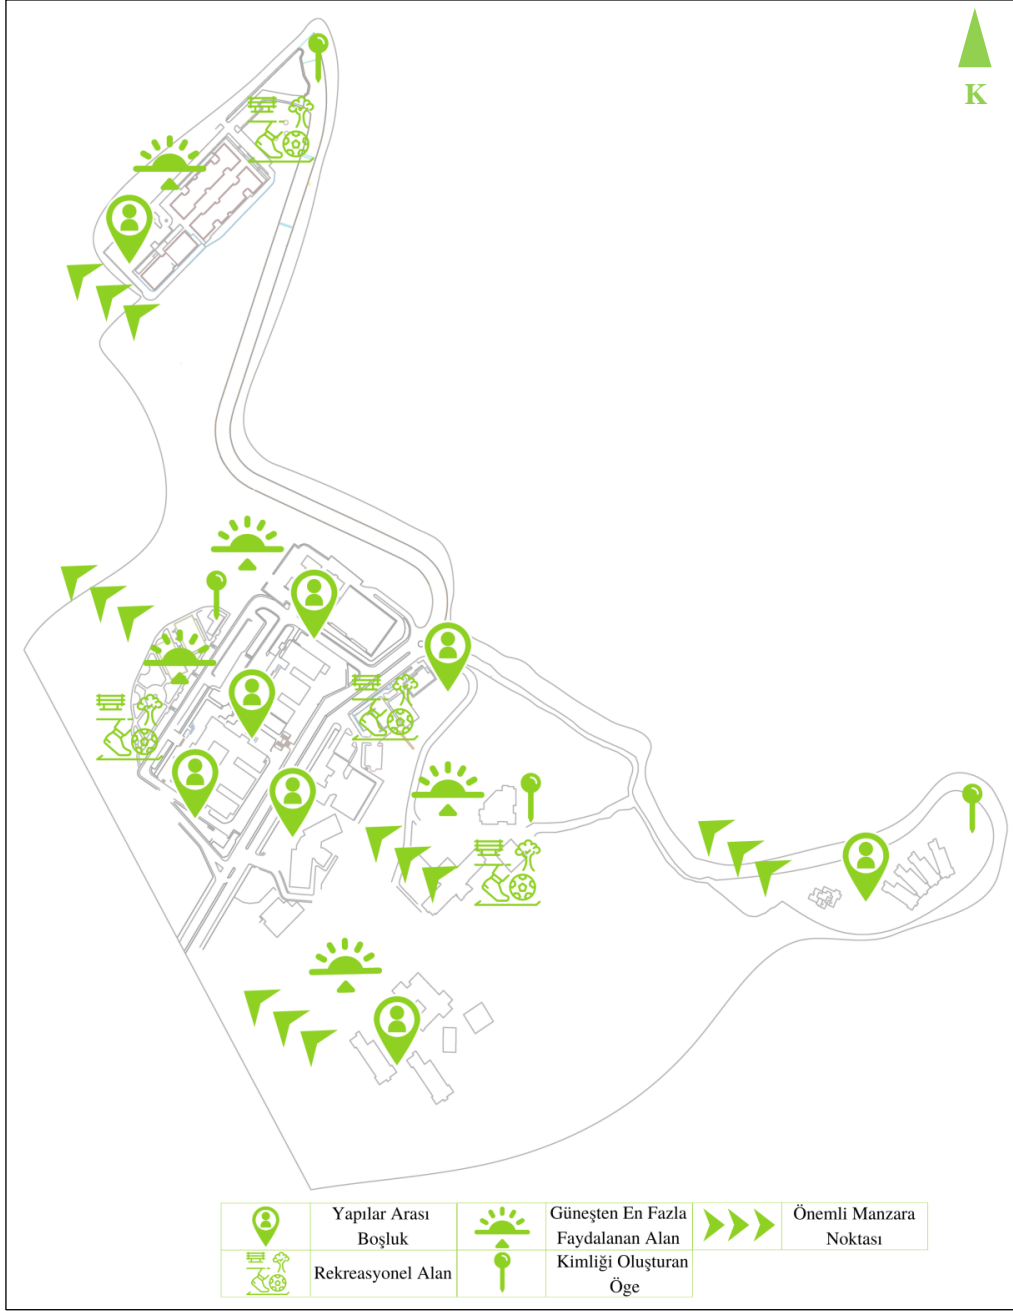 K
Yapılar Arası
Boşluk
Güneşten En Fazla
Faydalanan Alan
Önemli Manzara
Noktası
Rekreasyonel Alan
Kimliği Oluşturan
Öge